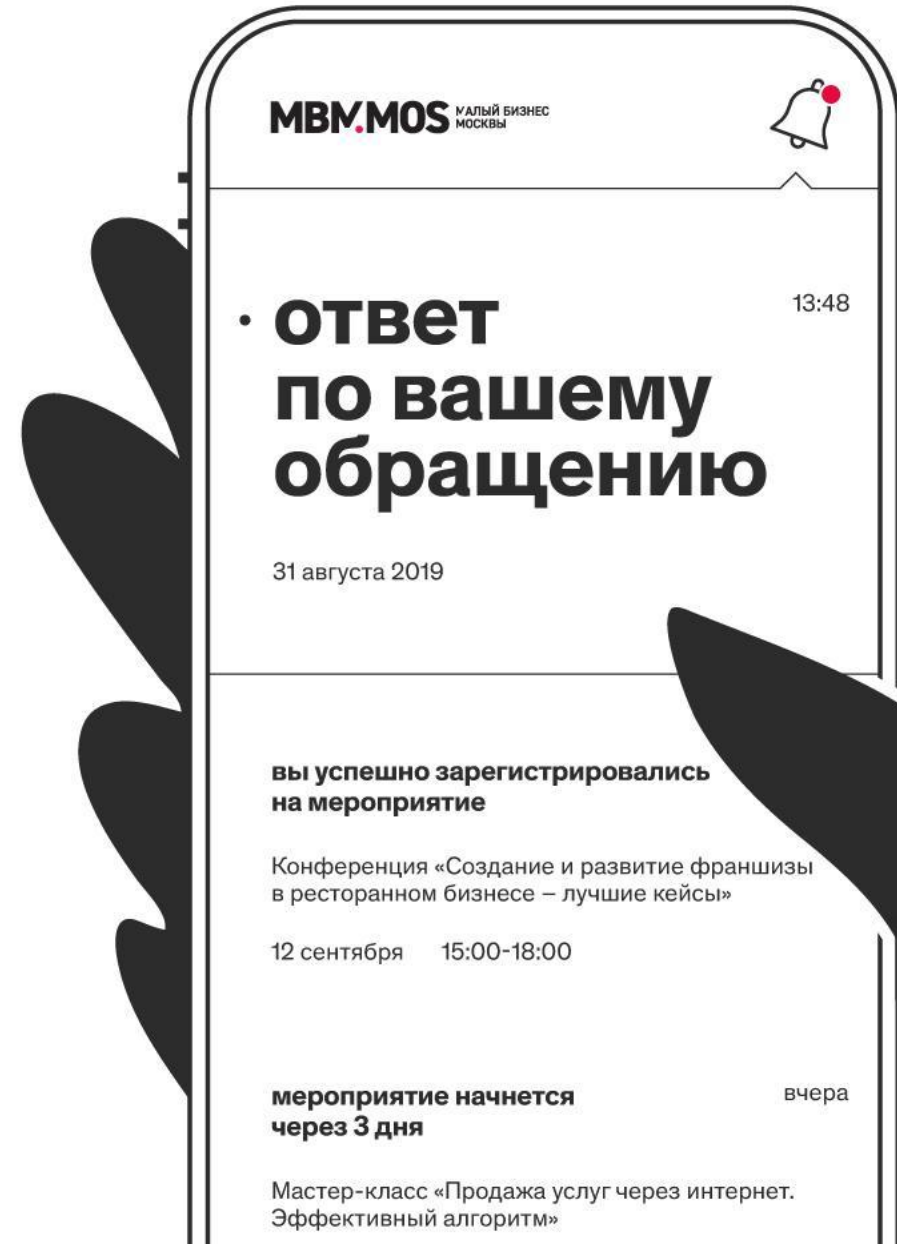 MBM.MOS МАЛЫЙ БИЗНЕС
МОСКВЫ
· ответ
13:48
по вашему
обращению
31 августа 2019
вы успешно зарегистрировались
на мероприятие
Конференция «Создание и развитие франшизы
в ресторанном бизнесе – лучшие кейсы»
12 сентября 15:00-18:00
мероприятие начнется
вчера
через 3 дня
Мастер-класс «Продажа услуг через интернет.
Эффективный алгоритм»